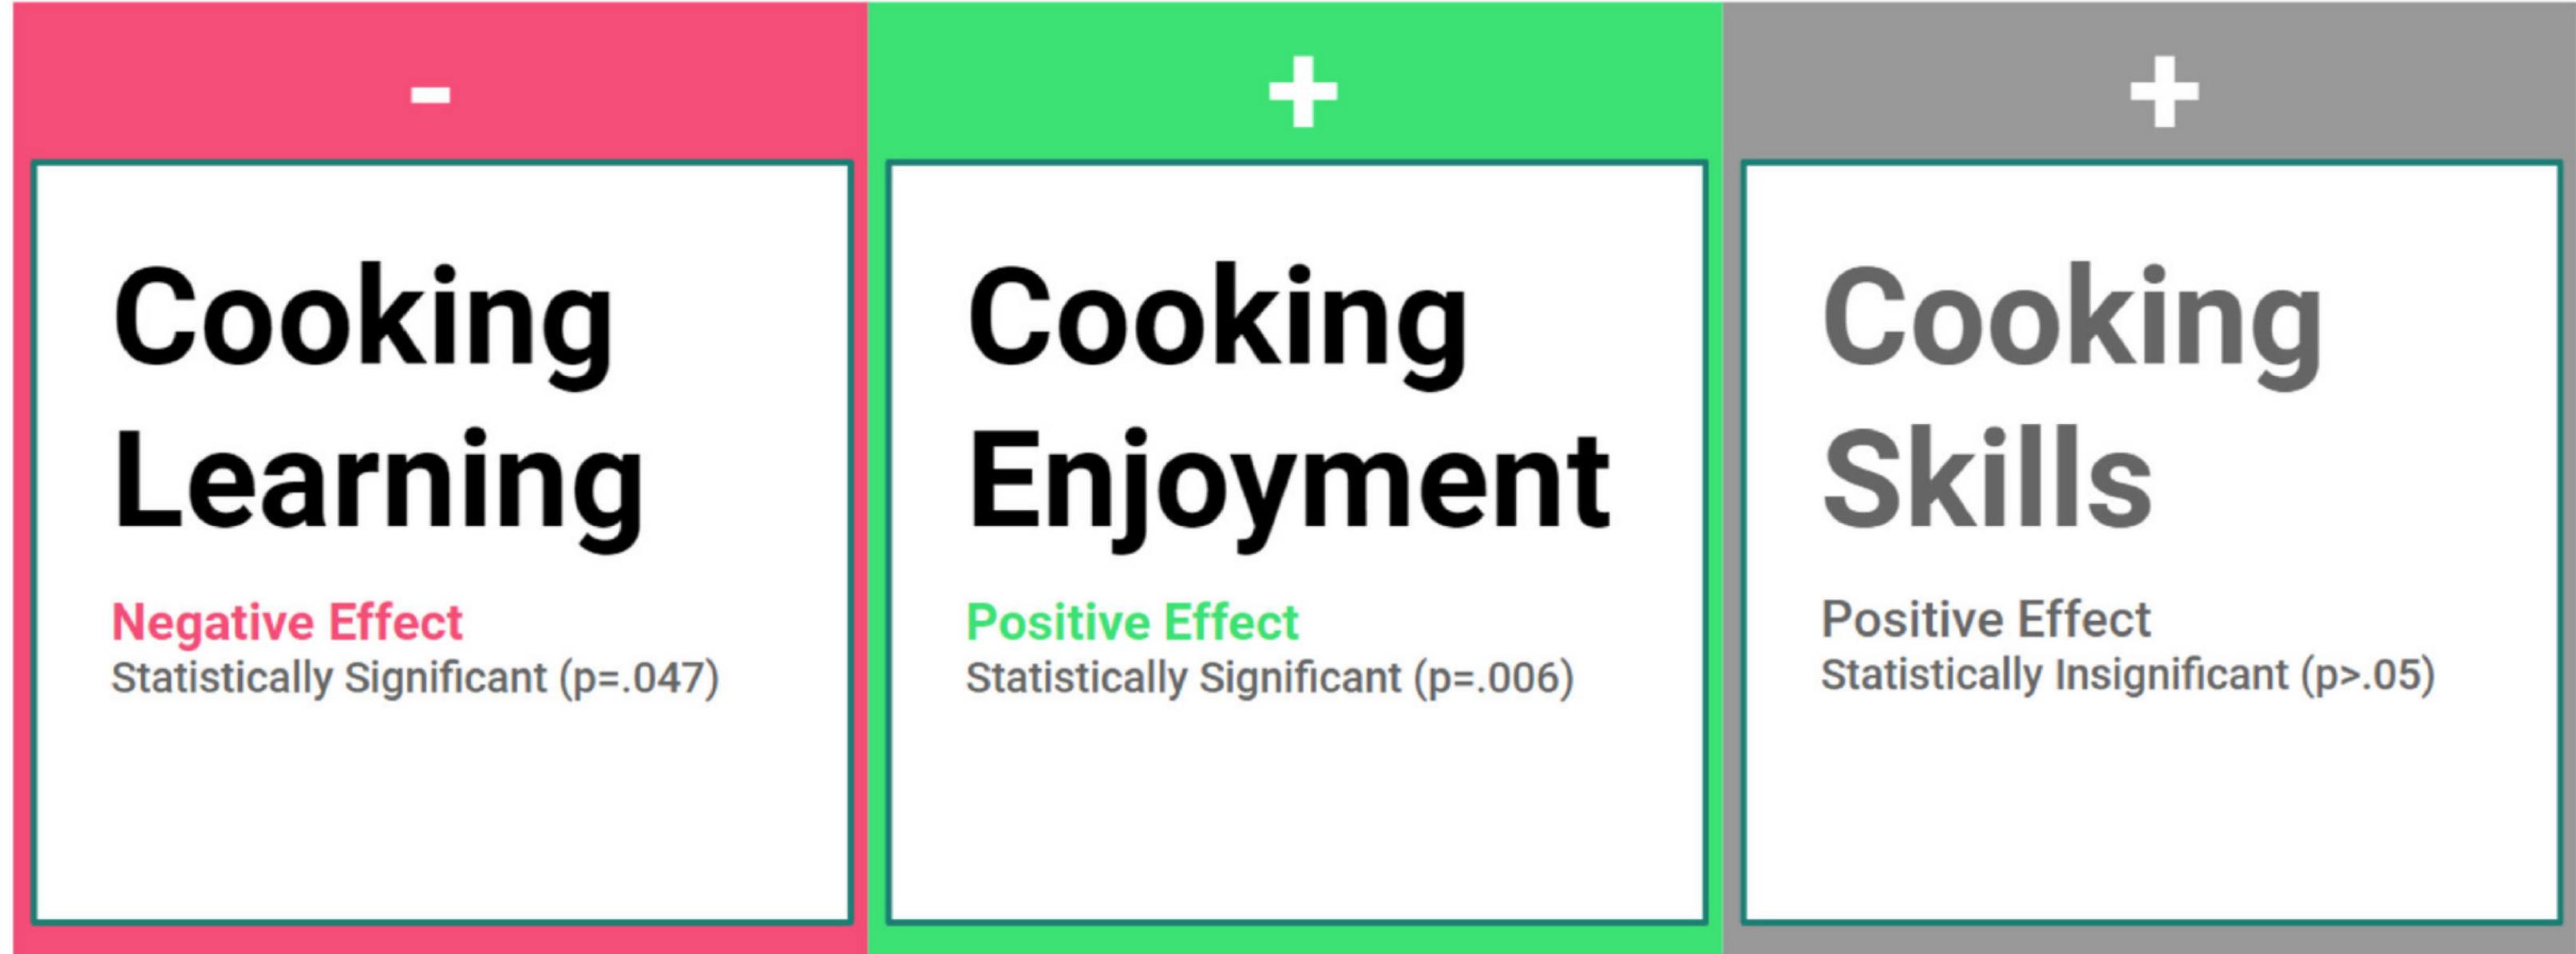 -
Cooking
Learning
Negative Effect
Statistically Significant (p=.047)
+
Cooking
Enjoyment
Positive Effect
Statistically Significant (p=.006)
+
Cooking
Skills
Positive Effect
Statistically Insignificant (p>.05)